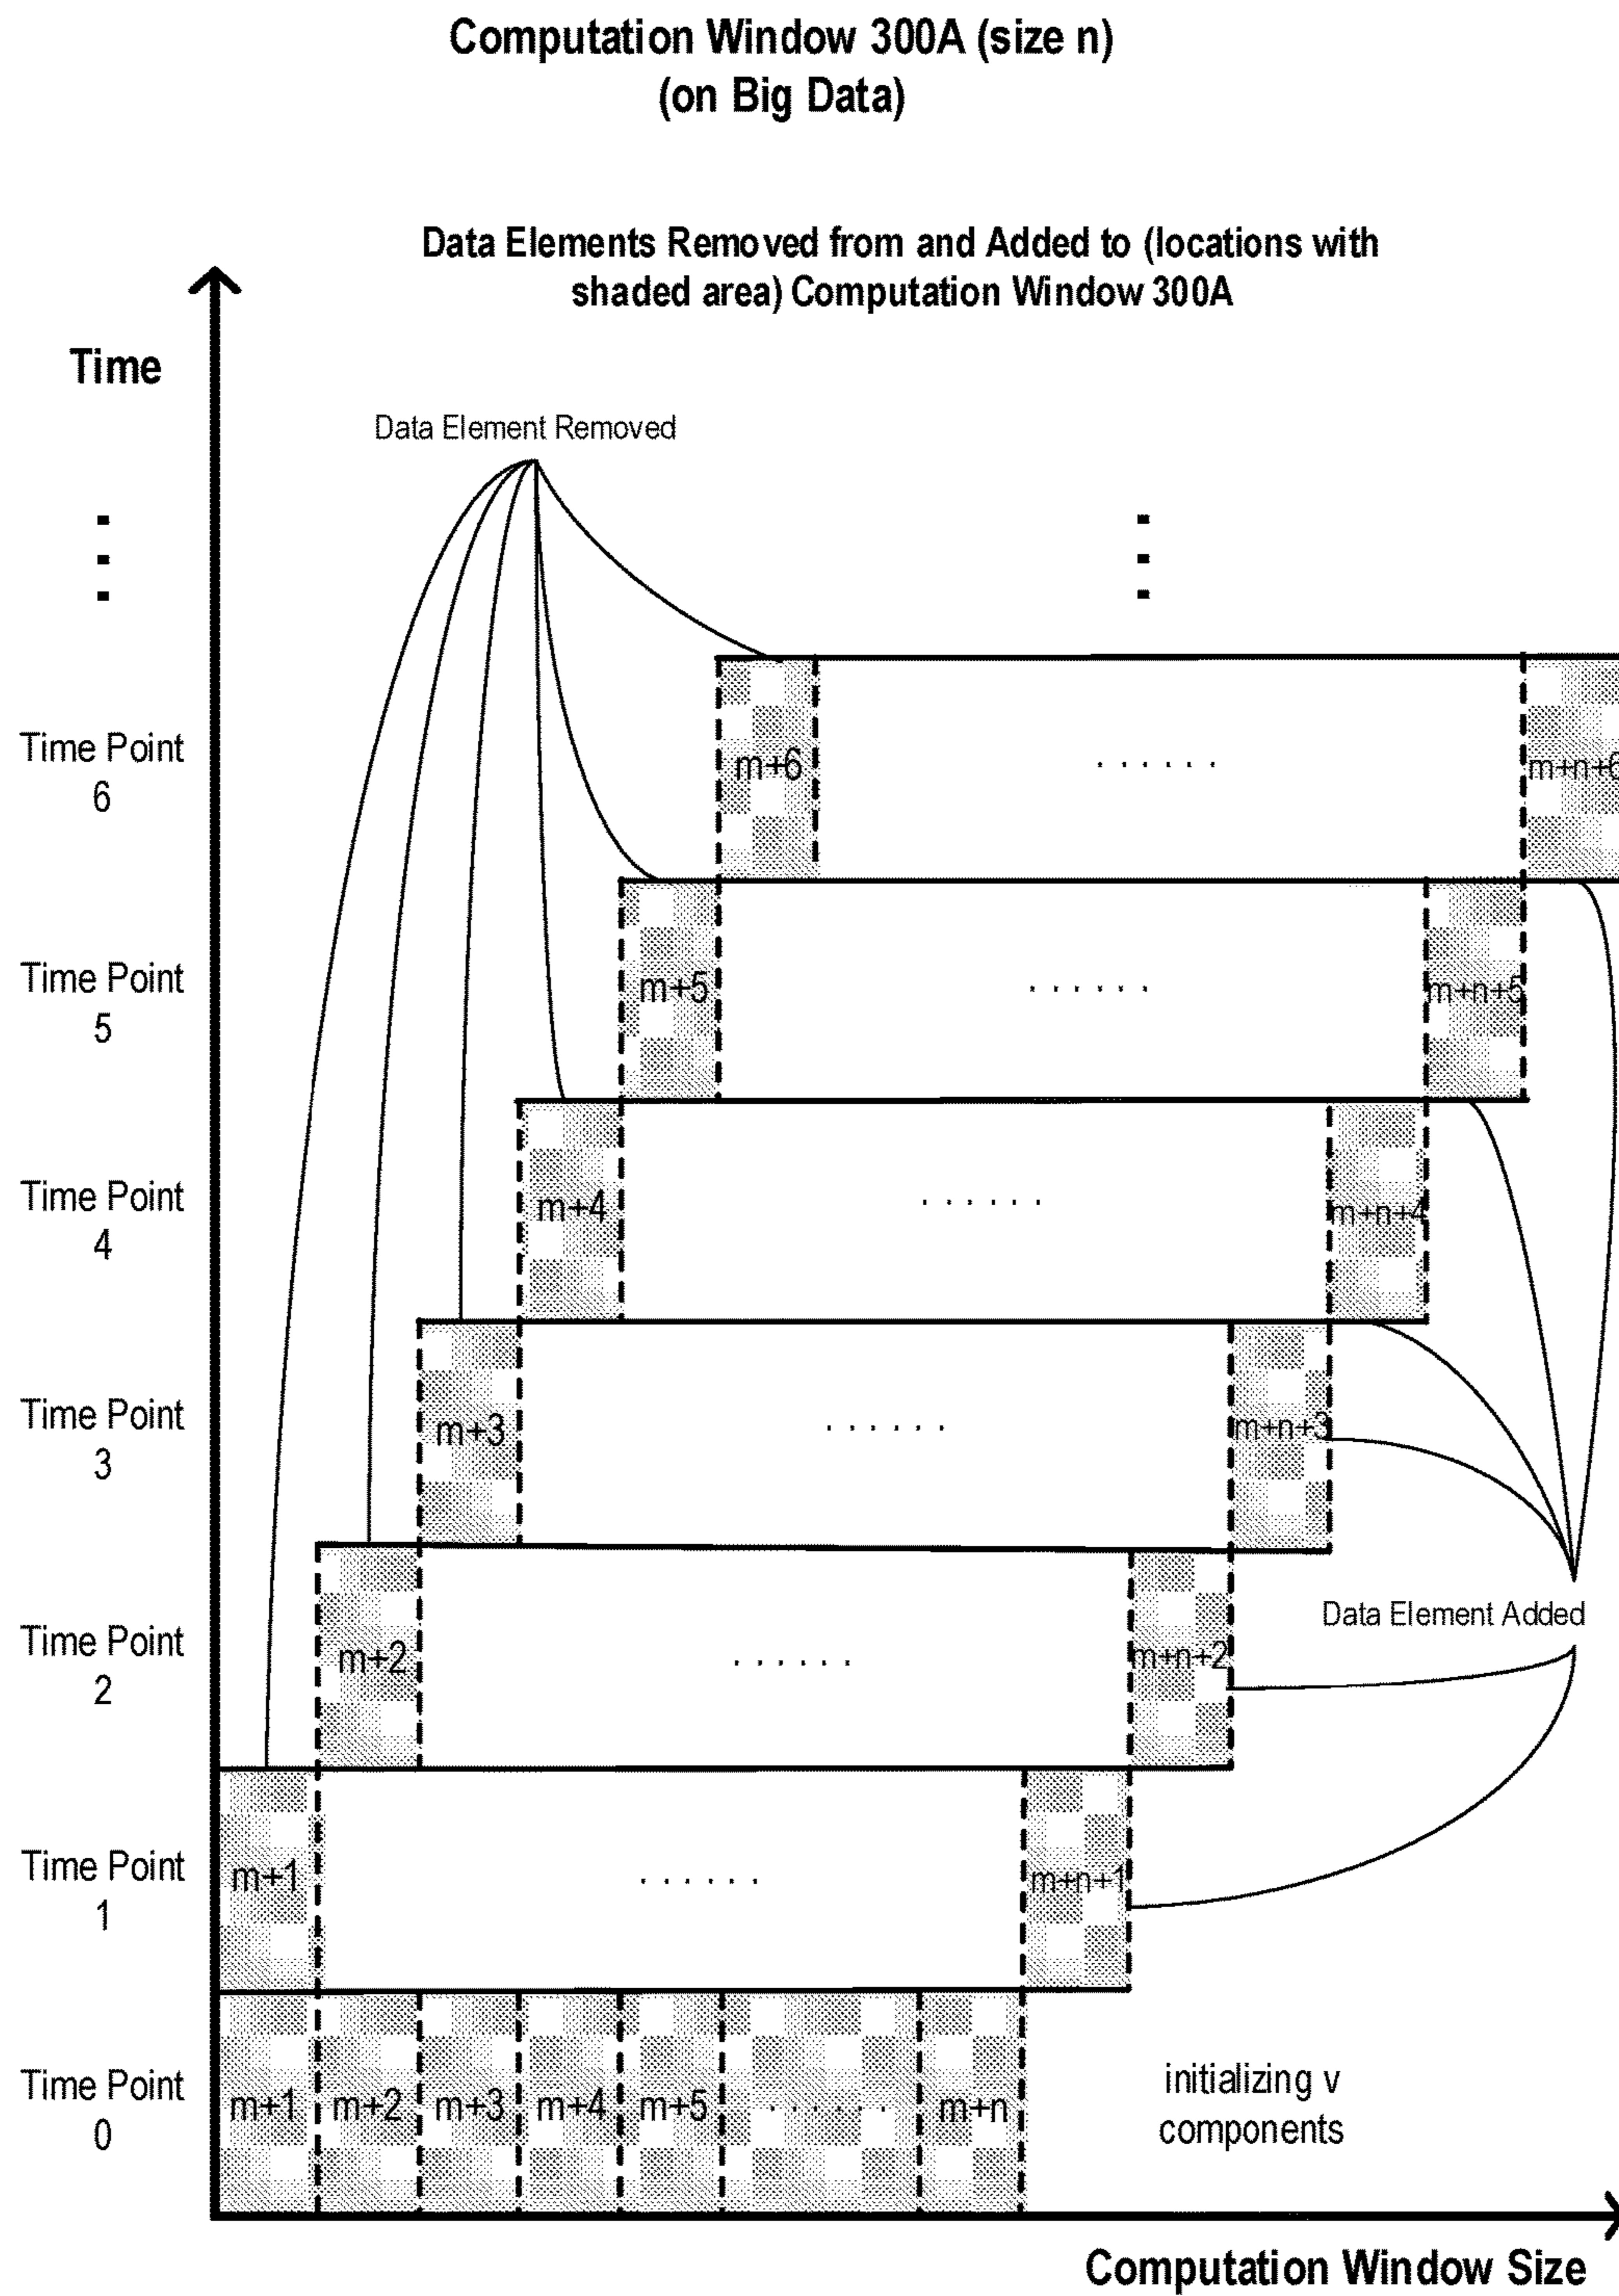 Computation Window 300A (size n)
(on Big Data)
Data Elements Removed from and Added to (locations with
shaded area) Computation Window 300A
Time
Data Element Removed
Time Point
6
m+6
......
m+n+6
Time Point
5
m+5
......
m+n+5
Time Point
4
m+4
......
m+n+4
Time Point
3
m+3
......
m+n+3
Data Element Added
Time Point
2
m+2
......
m+n+2
Time Point
1
m+1
......
m+n+1
Time Point
0
m+1
m+2
m+3
m+4
m+5
......
m+n
initializing v
components
Computation Window Size